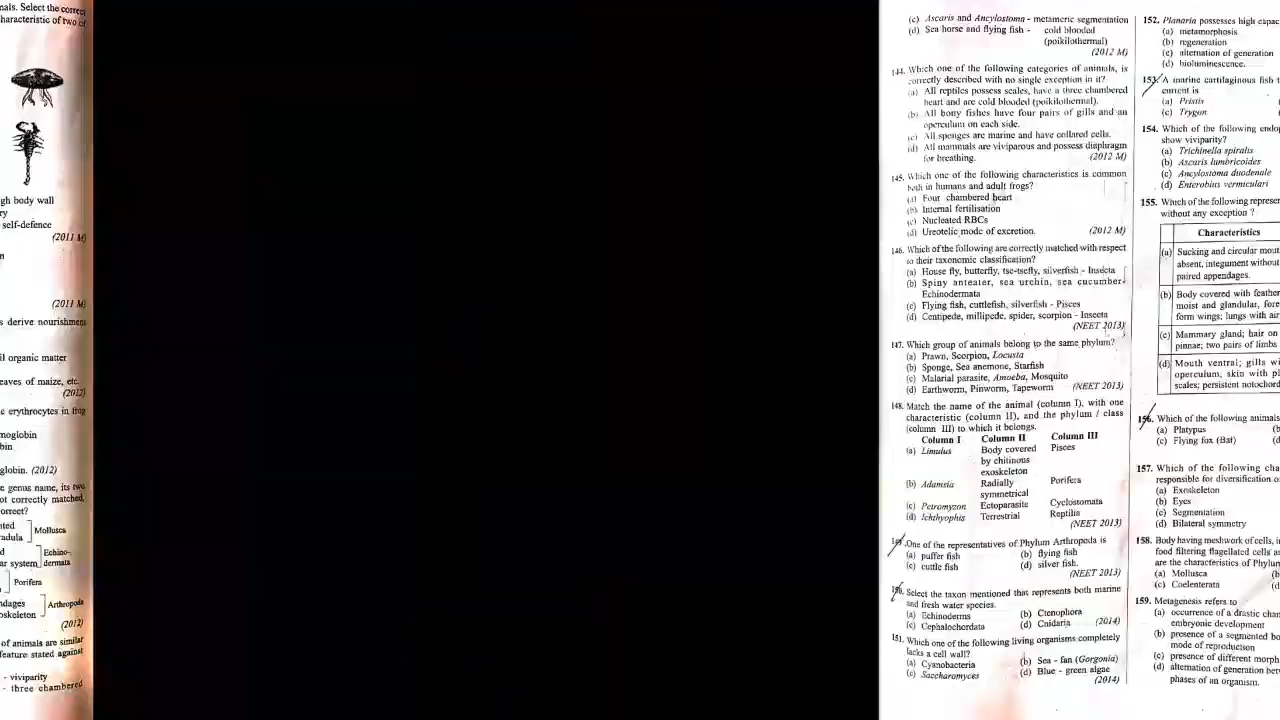 nals. Select the correct
haracteristic of two of
gh body wall
ry
self-defence
(2011 M)
n
(2011 M)
s derive nourishment
il organic matter
eaves of maize, etc.
(2012)
e erythrocytes in frog
moglobin
bin
globin. (2012)
e genus name, its two
ot correctly matched,
orrect?
nted
adula
Mollusca
d
ar system
Echino-
dermata
Porifera
ndages
oskeleton
Arthropoda
(2012)
of animals are similar
feature stated against
- viviparity
- three chambered
(c) Ascaris and Ancylostoma - metameric segmentation
(d) Sea horse and flying fish - cold blooded
(poikilothermal)
(2012 M)
144. Which one of the following categories of animals, is
correctly described with no single exception in it?
(a) All reptiles possess scales, have a three chambered
heart and are cold blooded (poikilothermal).
(b) All bony fishes have four pairs of gills and an
operculum on each side.
(c) All sponges are marine and have collared cells.
(d) All mammals are viviparous and possess diaphragm
for breathing. (2012 M)
145. Which one of the following characteristics is common
both in humans and adult frogs?
(a) Four chambered heart
(b) Internal fertilisation
(c) Nucleated RBCs
(d) Ureotelic mode of excretion. (2012 M)
146. Which of the following are correctly matched with respect
to their taxonomic classification?
(a) House fly, butterfly, tse-tsefly, silverfish - Insecta
(b) Spiny anteater, sea urchin, sea cucumber-
Echinodermata
(c) Flying fish, cuttlefish, silverfish - Pisces
(d) Centipede, millipede, spider, scorpion - Insecta
(NEET 2013)
147. Which group of animals belong to the same phylum?
(a) Prawn, Scorpion, Locusta
(b) Sponge, Sea anemone, Starfish
(c) Malarial parasite, Amoeba, Mosquito
(d) Earthworm, Pinworm, Tapeworm (NEET 2013)
148. Match the name of the animal (column I), with one
characteristic (column II), and the phylum / class
(column III) to which it belongs.
Column I Column II Column III
(a) Limulus Body covered Pisces
by chitinous
exoskeleton
(b) Adamsia Radially Porifera
symmetrical
(c) Petromyzon Ectoparasite Cyclostomata
(d) Ichthyophis Terrestrial Reptilia
(NEET 2013)
149. One of the representatives of Phylum Arthropoda is
(a) puffer fish (b) flying fish
(c) cuttle fish (d) silver fish.
(NEET 2013)
150. Select the taxon mentioned that represents both marine
and fresh water species.
(a) Echinoderms (b) Ctenophora
(c) Cephalochordata (d) Cnidaria (2014)
151. Which one of the following living organisms completely
lacks a cell wall?
(a) Cyanobacteria (b) Sea - fan (Gorgonia)
(c) Saccharomyces (d) Blue - green algae
(2014)
152. Planaria possesses high capac
(a) metamorphosis
(b) regeneration
(c) alternation of generation
(d) bioluminescence.
153. A marine cartilaginous fish t
current is
(a) Pristis
(c) Trygon
154. Which of the following endop
show viviparity?
(a) Trichinella spiralis
(b) Ascaris lumbricoides
(c) Ancylostoma duodenale
(d) Enterobius vermiculari
155. Which of the following represe
without any exception ?
Characteristics
(a) Sucking and circular mout
absent, integument without
paired appendages.
(b) Body covered with feather
moist and glandular, fore
form wings; lungs with air
(c) Mammary gland; hair on
pinnae; two pairs of limbs
(d) Mouth ventral; gills wi
operculum, skin with pl
scales; persistent notochord
156. Which of the following animals
(a) Platypus (b
(c) Flying fox (Bat) (d
157. Which of the following cha
responsible for diversification o
(a) Exoskeleton
(b) Eyes
(c) Segmentation
(d) Bilateral symmetry
158. Body having meshwork of cells, i
food filtering flagellated cells a
are the characteristics of Phylum
(a) Mollusca (b
(c) Coelenterata (d
159. Metagenesis refers to
(a) occurrence of a drastic chan
embryonic development
(b) presence of a segmented bo
mode of reproduction
(c) presence of different morph
(d) alternation of generation betw
phases of an organism.